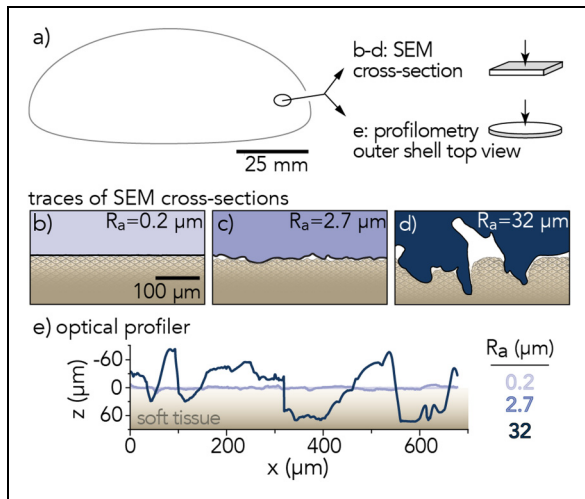 a)
b-d: SEM
cross-section
e: profilometry
outer shell top view
25 mm
traces of SEM cross-sections
b) Ra=0.2 µm
c) Ra=2.7 µm
d) Ra=32 µm
100 µm
e) optical profiler
Ra (µm)
0.2
2.7
32
z (µm)
-60
0
60
soft tissue
0 200 400 600
x (µm)